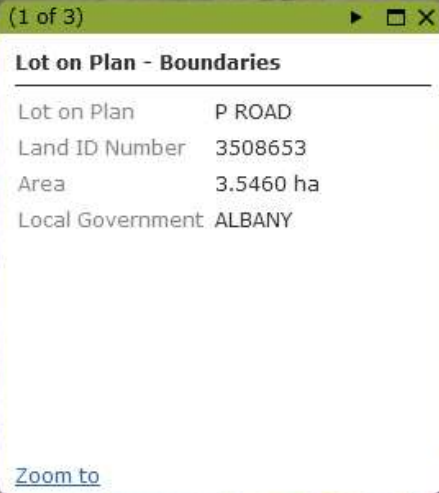 (1 of 3)
Lot on Plan - Boundaries
Lot on Plan P ROAD
Land ID Number 3508653
Area 3.5460 ha
Local Government ALBANY
Zoom to